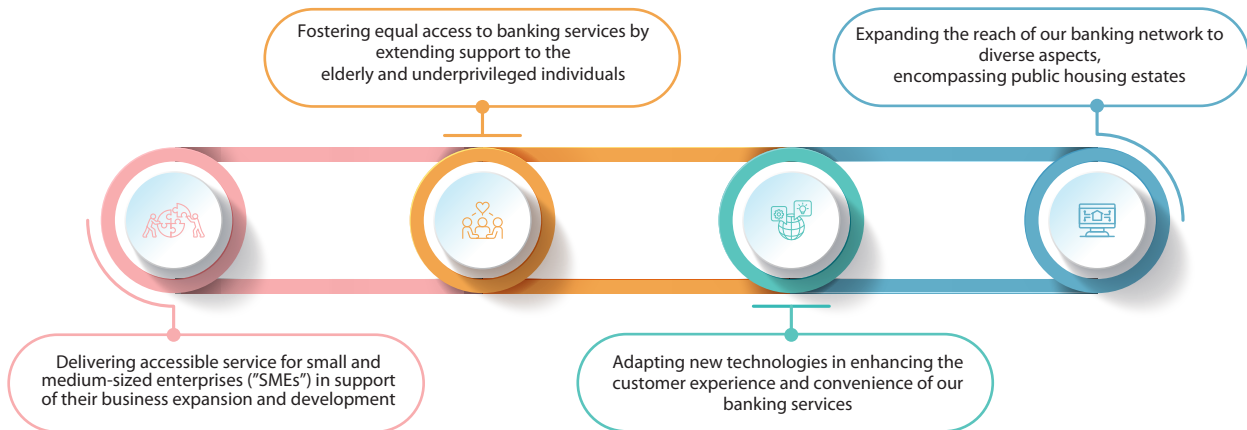 Fostering equal access to banking services by
extending support to the
elderly and underprivileged individuals
Expanding the reach of our banking network to
diverse aspects,
encompassing public housing estates
Delivering accessible service for small and
medium-sized enterprises ("SMEs") in support
of their business expansion and development
Adapting new technologies in enhancing the
customer experience and convenience of our
banking services